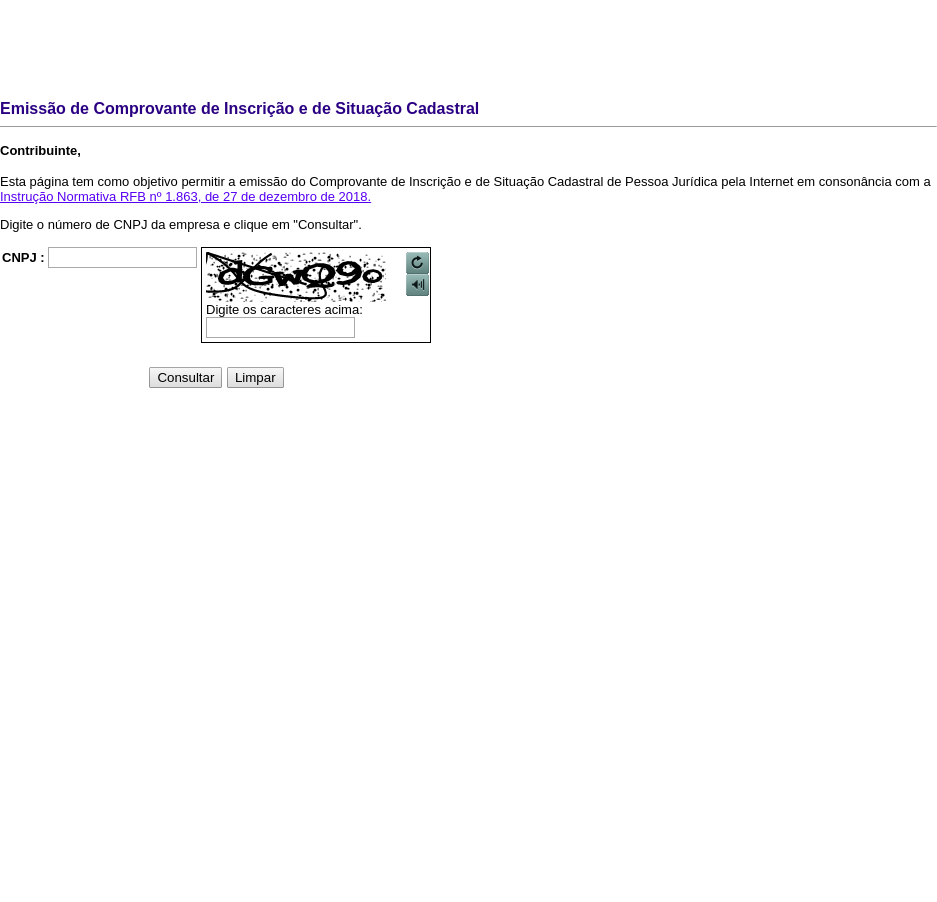 Emissão de Comprovante de Inscrição e de Situação Cadastral
Contribuinte,
Esta página tem como objetivo permitir a emissão do Comprovante de Inscrição e de Situação Cadastral de Pessoa Jurídica pela Internet em consonância com a
Instrução Normativa RFB nº 1.863, de 27 de dezembro de 2018.
Digite o número de CNPJ da empresa e clique em "Consultar".
CNPJ :
Digite os caracteres acima:
Consultar Limpar